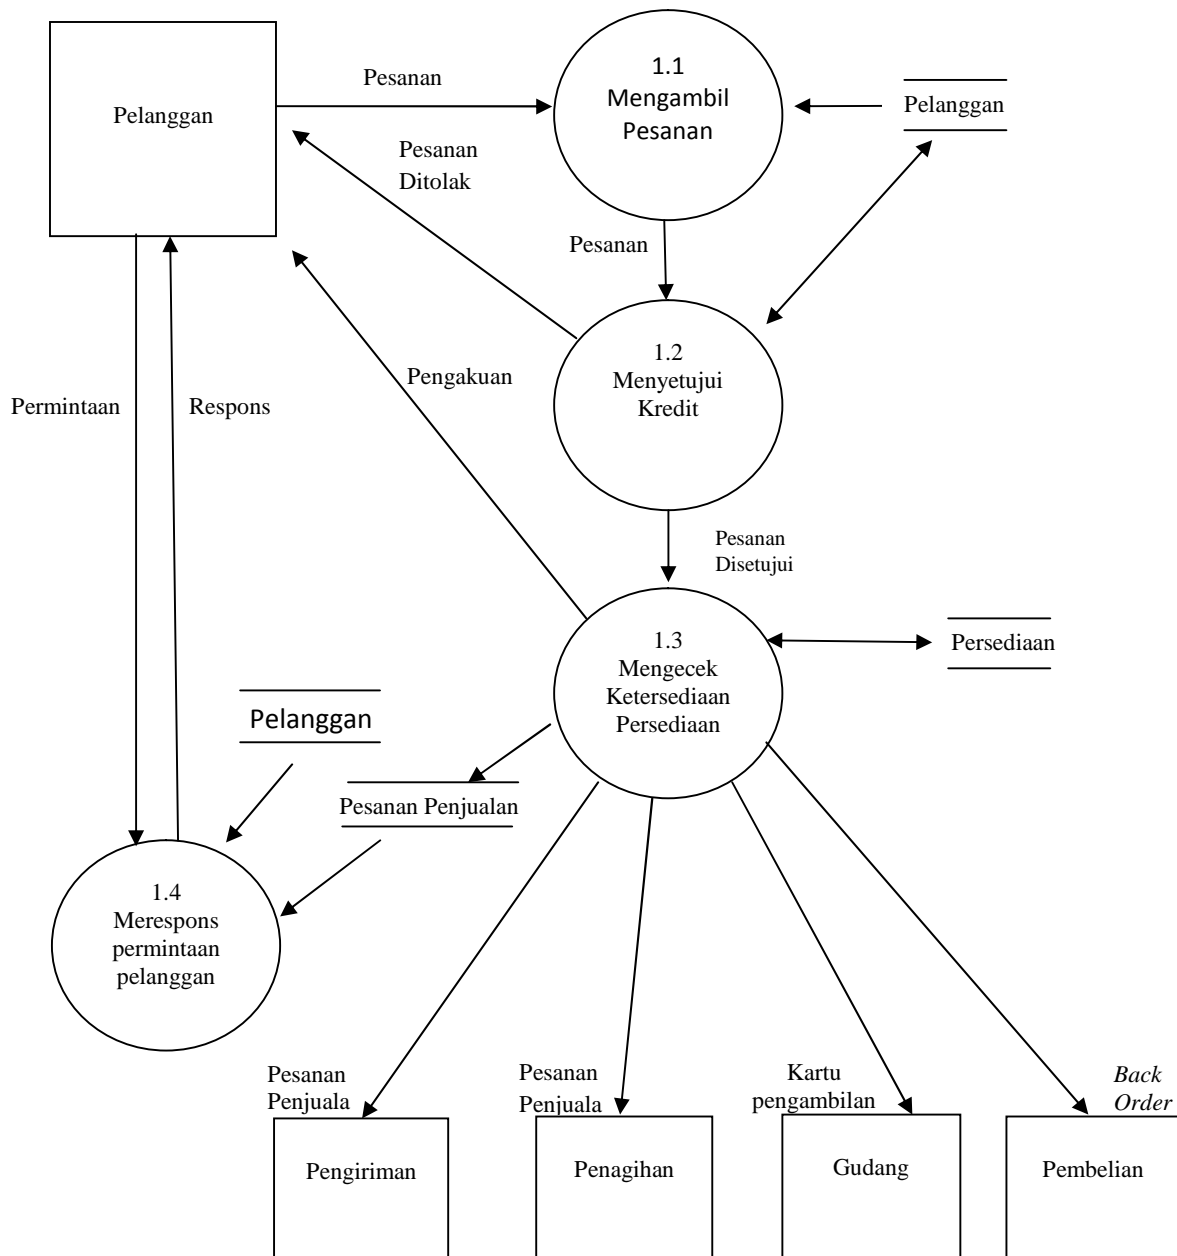 Pelanggan
Pesanan
1.1
Mengambil
Pesanan
Pelanggan
Pesanan
Ditolak
Pesanan
1.2
Menyetujui
Kredit
Pengakuan
Permintaan
Respons
Pesanan
Disetujui
1.3
Mengecek
Ketersediaan
Persediaan
Persediaan
Pelanggan
Pesanan Penjualan
1.4
Merespons
permintaan
pelanggan
Pesanan
Penjuala
Pesanan
Penjuala
Kartu
pengambilan
Back
Order
Pengiriman
Penagihan
Gudang
Pembelian